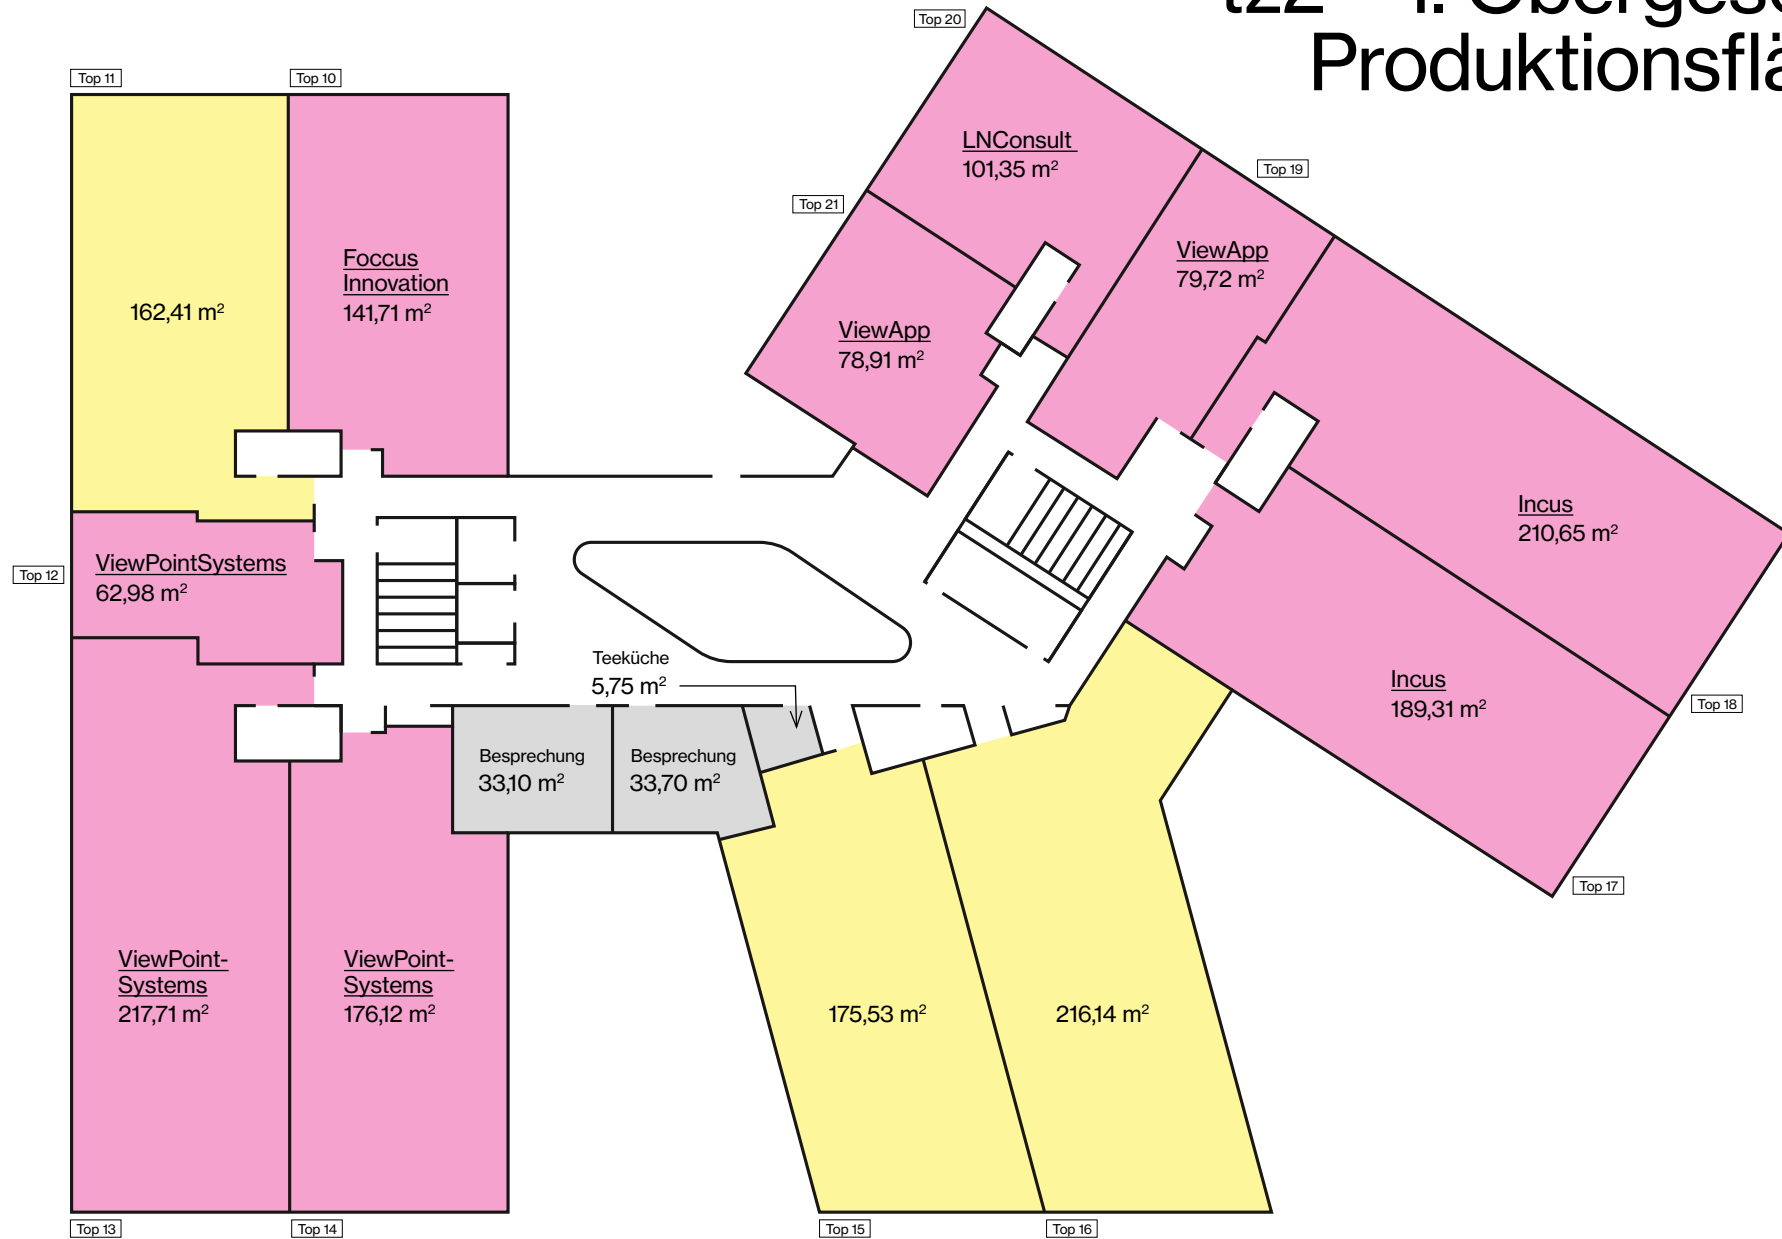 Produktionsflä
Top 20
Top 11
Top 10
LNConsult
101,35 m²
Top 19
Top 21
ViewApp
79,72 m²
Foccus
Innovation
141,71 m²
162,41 m²
ViewApp
78,91 m²
Incus
210,65 m²
Top 12
ViewPointSystems
62,98 m²
Teeküche
5,75 m²
Incus
189,31 m²
Top 18
Besprechung
33,10 m²
Besprechung
33,70 m²
Top 17
ViewPoint-
Systems
217,71 m²
ViewPoint-
Systems
176,12 m²
175,53 m²
216,14 m²
Top 13
Top 14
Top 15
Top 16